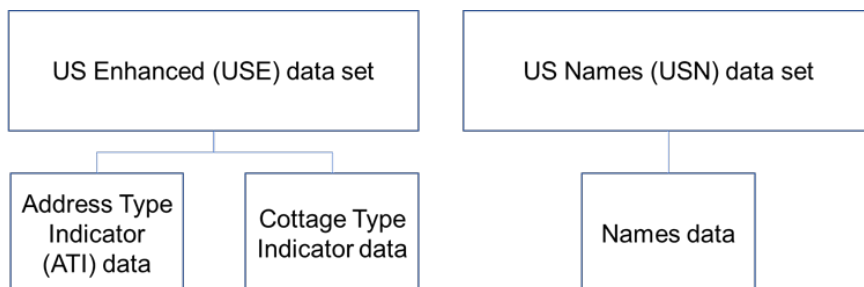 US Enhanced (USE) data set
US Names (USN) data set
Address Type
Indicator
(ATI) data
Cottage Type
Indicator data
Names data